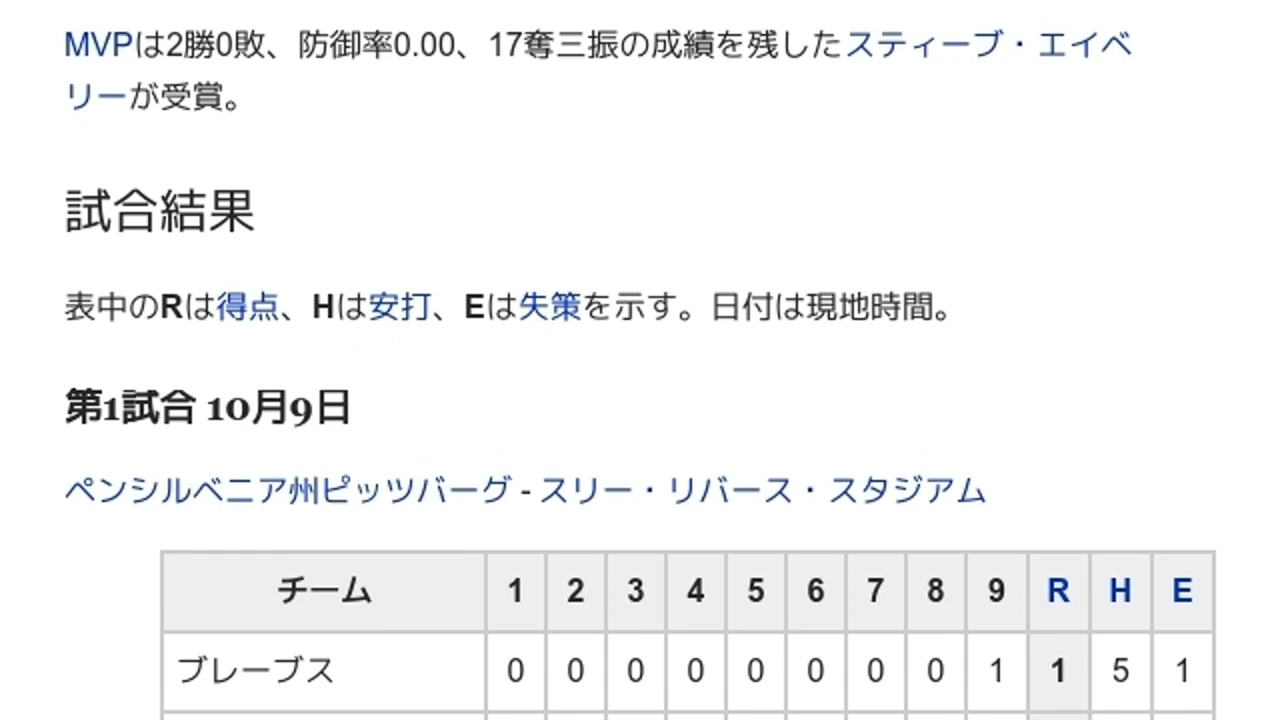 MVPは2勝0敗、防御率0.00、17奪三振の成績を残したスティーブ・エイベ
リーが受賞。
試合結果
表中のRは得点、Hは安打、Eは失策を示す。日付は現地時間。
第1試合 10月9日
ペンシルベニア州ピッツバーグ - スリー・リバース・スタジアム
チーム 1 2 3 4 5 6 7 8 9 R H E
ブレーブス 0 0 0 0 0 0 0 0 1 1 5 1